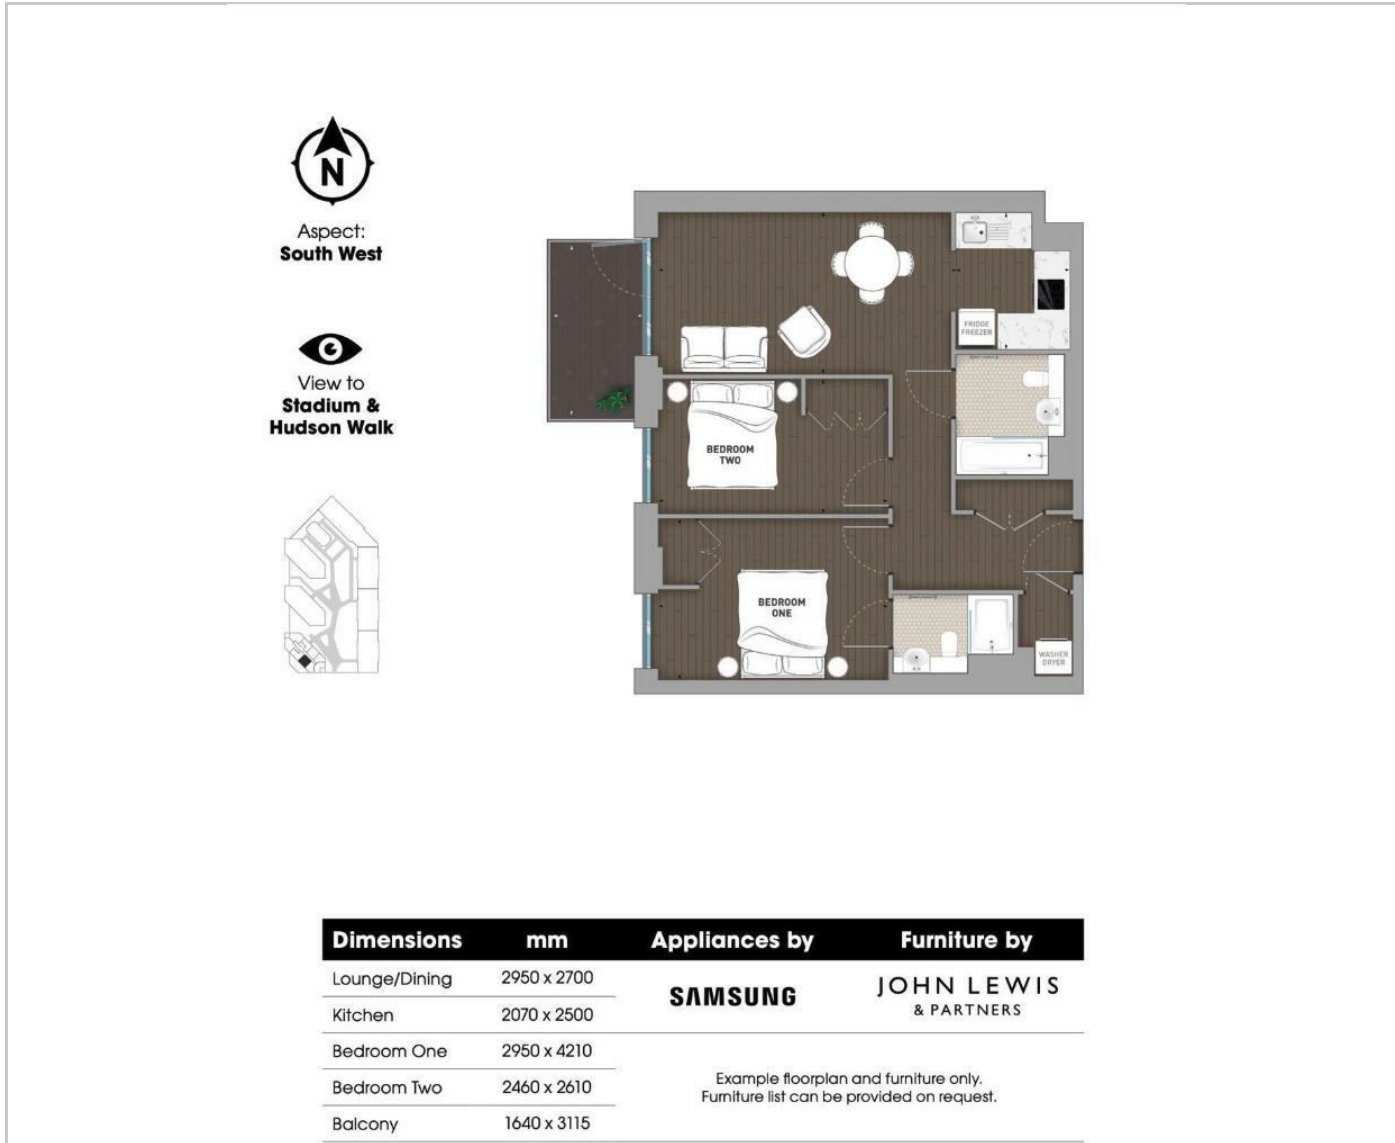 N
Aspect:
South West
View to
Stadium &
Hudson Walk
FRIDGE
FREEZER
BEDROOM
TWO
BEDROOM
ONE
WASHER
DRYER
Dimensions mm Appliances by Furniture by
Lounge/Dining 2950 x 2700
SAMSUNG
JOHN LEWIS
& PARTNERS
Kitchen 2070 x 2500
Bedroom One 2950 x 4210
Bedroom Two 2460 x 2610
Balcony 1640 x 3115
Example floorplan and furniture only.
Furniture list can be provided on request.